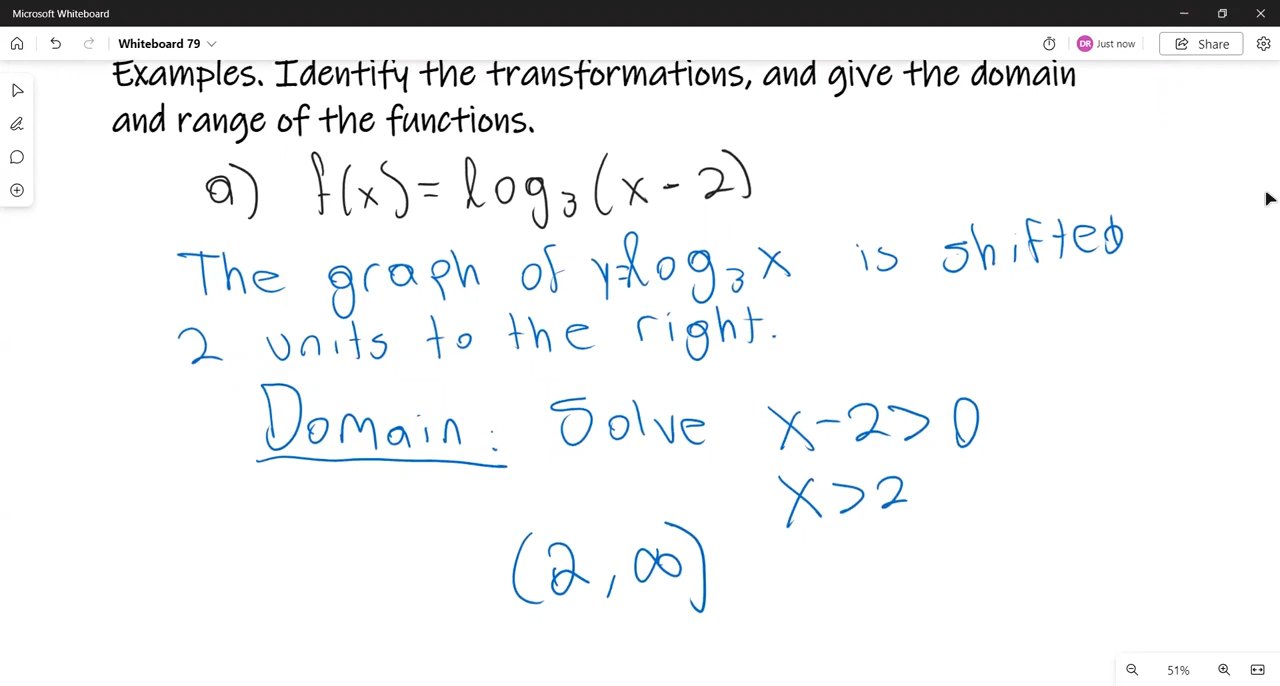 Microsoft Whiteboard
Whiteboard 79
DR Just now
Share
Examples. Identify the transformations, and give the domain
and range of the functions.
a) f(x) = log₃(x - 2)
The graph of y=log₃x is shifted
2 units to the right.
Domain: Solve x-2>0
x>2
(2, ∞)
51%